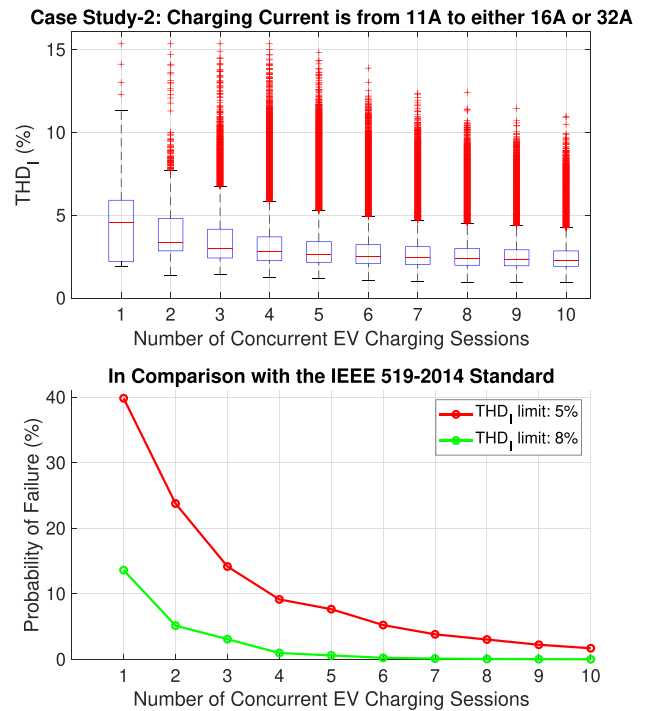 Case Study-2: Charging Current is from 11A to either 16A or 32A
THD_I (%)
15
10
5
0
1 2 3 4 5 6 7 8 9 10
Number of Concurrent EV Charging Sessions
In Comparison with the IEEE 519-2014 Standard
Probability of Failure (%)
40
30
20
10
0
THD_I limit: 5%
THD_I limit: 8%
1 2 3 4 5 6 7 8 9 10
Number of Concurrent EV Charging Sessions